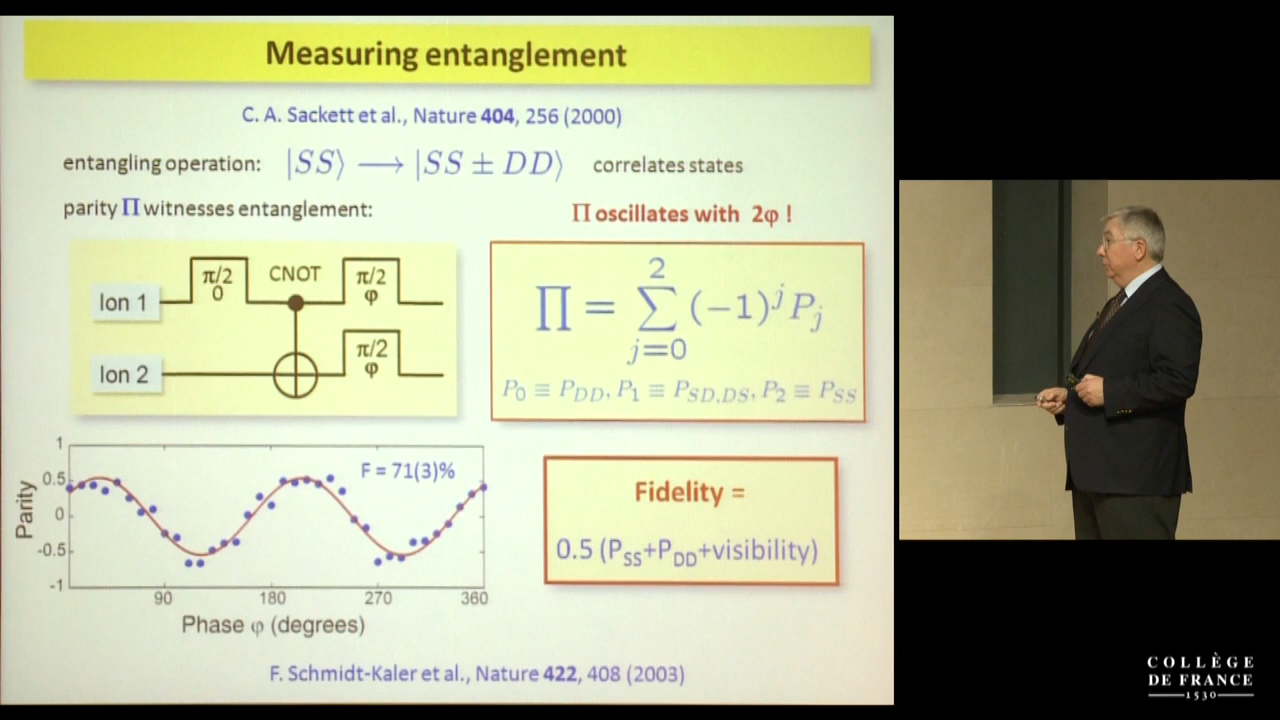 Measuring entanglement
C. A. Sackett et al., Nature 404, 256 (2000)
entangling operation: |SS⟩ ⟶ |SS ± DD⟩ correlates states
parity Π witnesses entanglement:
Π oscillates with 2φ !
π/2
0
CNOT
π/2
φ
Ion 1
Ion 2
π/2
φ
∏ = ∑_{j=0}^{2} (−1)^j P_j
P₀ ≡ P_DD, P₁ ≡ P_SD,DS, P₂ ≡ P_SS
F = 71(3)%
Parity
1
0.5
0
-0.5
-1
90 180 270 360
Phase φ (degrees)
Fidelity =
0.5 (P_SS+P_DD+visibility)
F. Schmidt-Kaler et al., Nature 422, 408 (2003)
COLLÈGE
DE FRANCE
1530